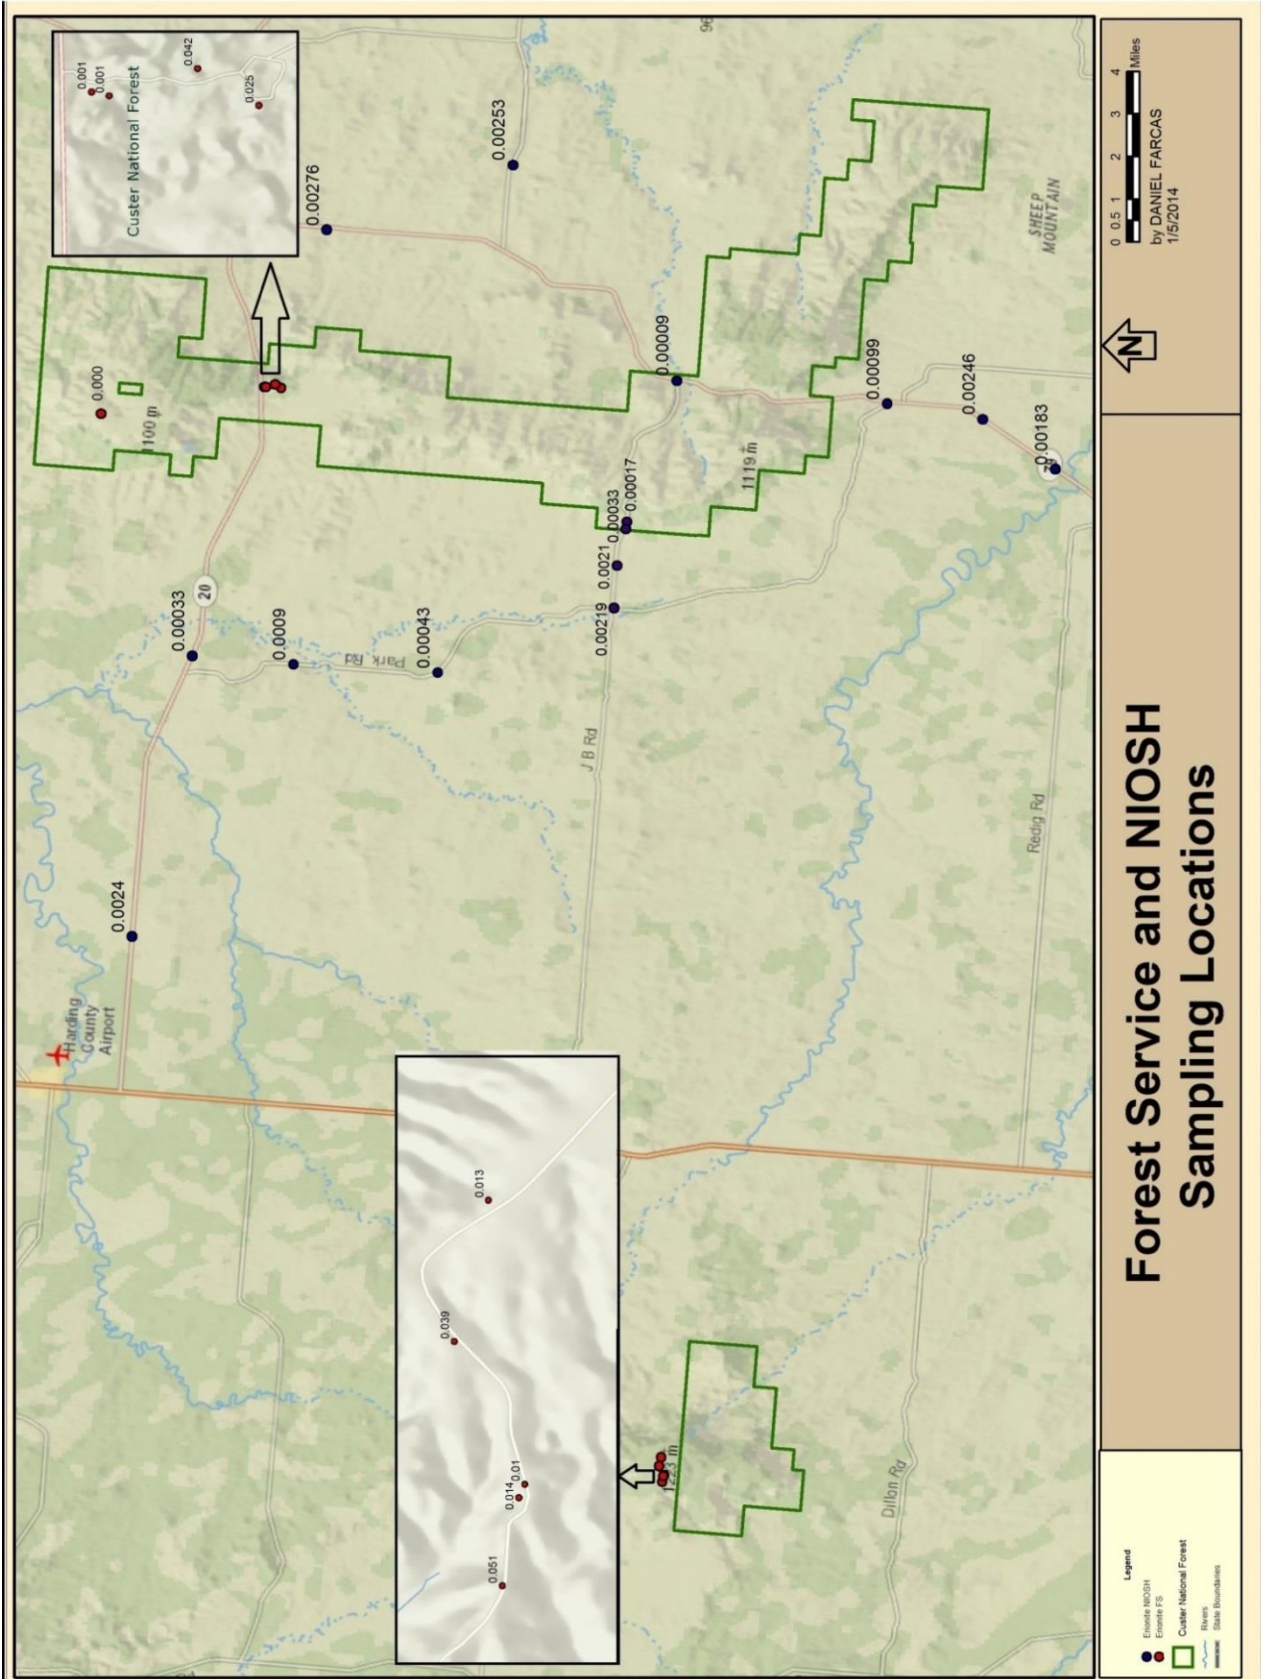 0.001
0.001
0.042
0.025
Custer National Forest
96
0.00276
0.00253
0.000
1100 m
0.00009
SHEEP
MOUNTAIN
0.00099
0.00246
0.00183
1119 m
0.00017
0.00033
0.0021
0.00219
20
0.00033
0.0009
Park Rd
0.00043
J B Rd
Redig Rd
0.0024
Harding
County
Airport
0.013
0.039
0.01
0.014
0.051
1223 m
Dillon Rd
Forest Service and NIOSH
Sampling Locations
N
0 0.5 1 2 3 4
Miles
by DANIEL FARCAS
1/5/2014
Legend
Erionite NIOSH
Erionite FS
Custer National Forest
Rivers
State Boundaries